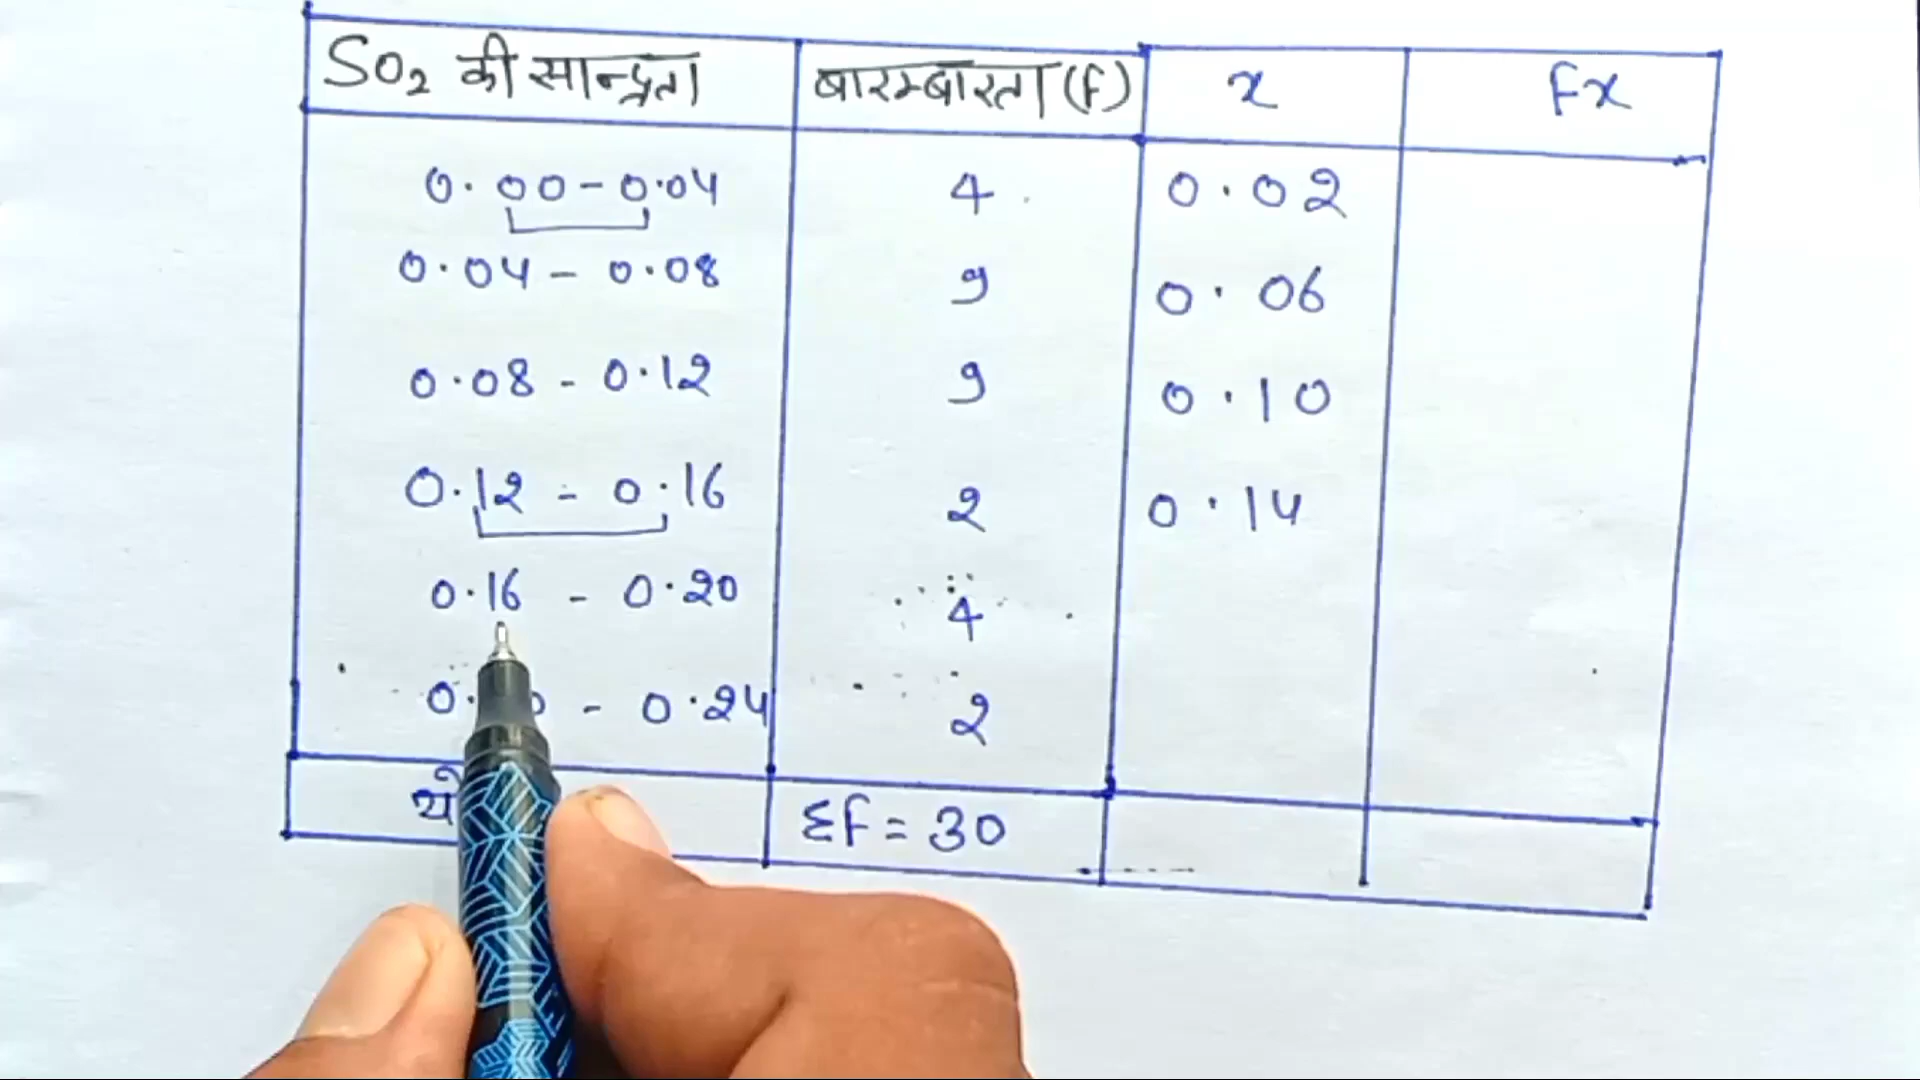 SO₂ की सान्द्रता बारम्बारता (f) x Fx
0.00 - 0.04 4 0.02
0.04 - 0.08 9 0.06
0.08 - 0.12 9 0.10
0.12 - 0.16 2 0.14
0.16 - 0.20 4
- 0.24 2
Σf = 30